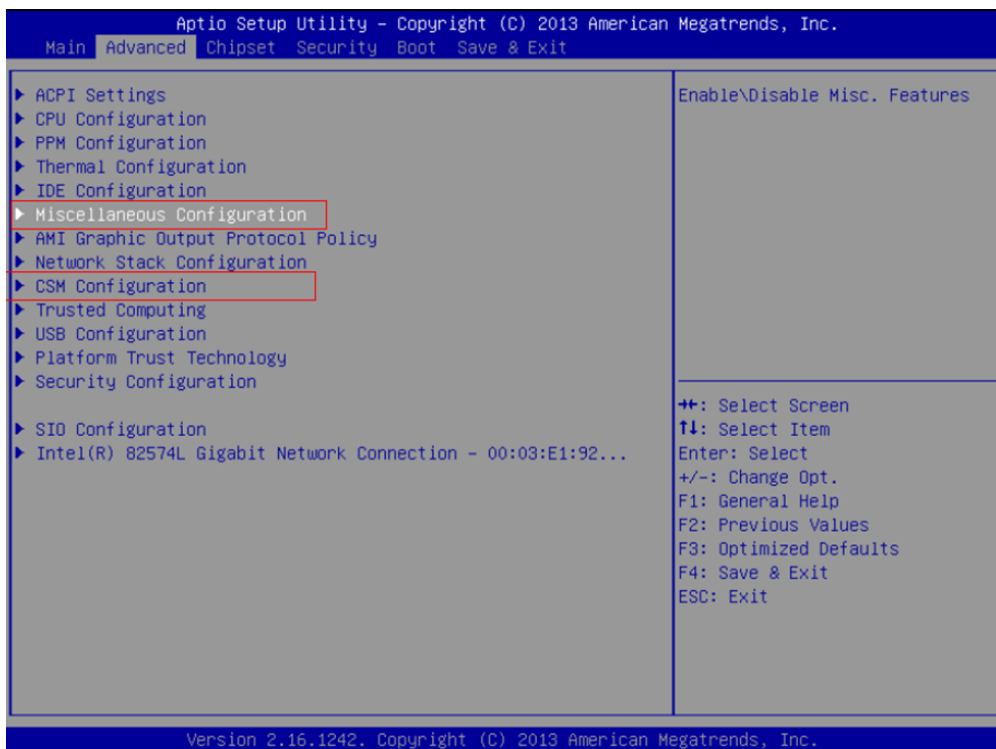 Aptio Setup Utility – Copyright (C) 2013 American Megatrends, Inc.
Main Advanced Chipset Security Boot Save & Exit
▶ ACPI Settings
▶ CPU Configuration
▶ PPM Configuration
▶ Thermal Configuration
▶ IDE Configuration
▶ Miscellaneous Configuration
▶ AMI Graphic Output Protocol Policy
▶ Network Stack Configuration
▶ CSM Configuration
▶ Trusted Computing
▶ USB Configuration
▶ Platform Trust Technology
▶ Security Configuration
▶ SIO Configuration
▶ Intel(R) 82574L Gigabit Network Connection – 00:03:E1:92...
Enable\Disable Misc. Features
→←: Select Screen
↑↓: Select Item
Enter: Select
+/-: Change Opt.
F1: General Help
F2: Previous Values
F3: Optimized Defaults
F4: Save & Exit
ESC: Exit
Version 2.16.1242. Copyright (C) 2013 American Megatrends, Inc.